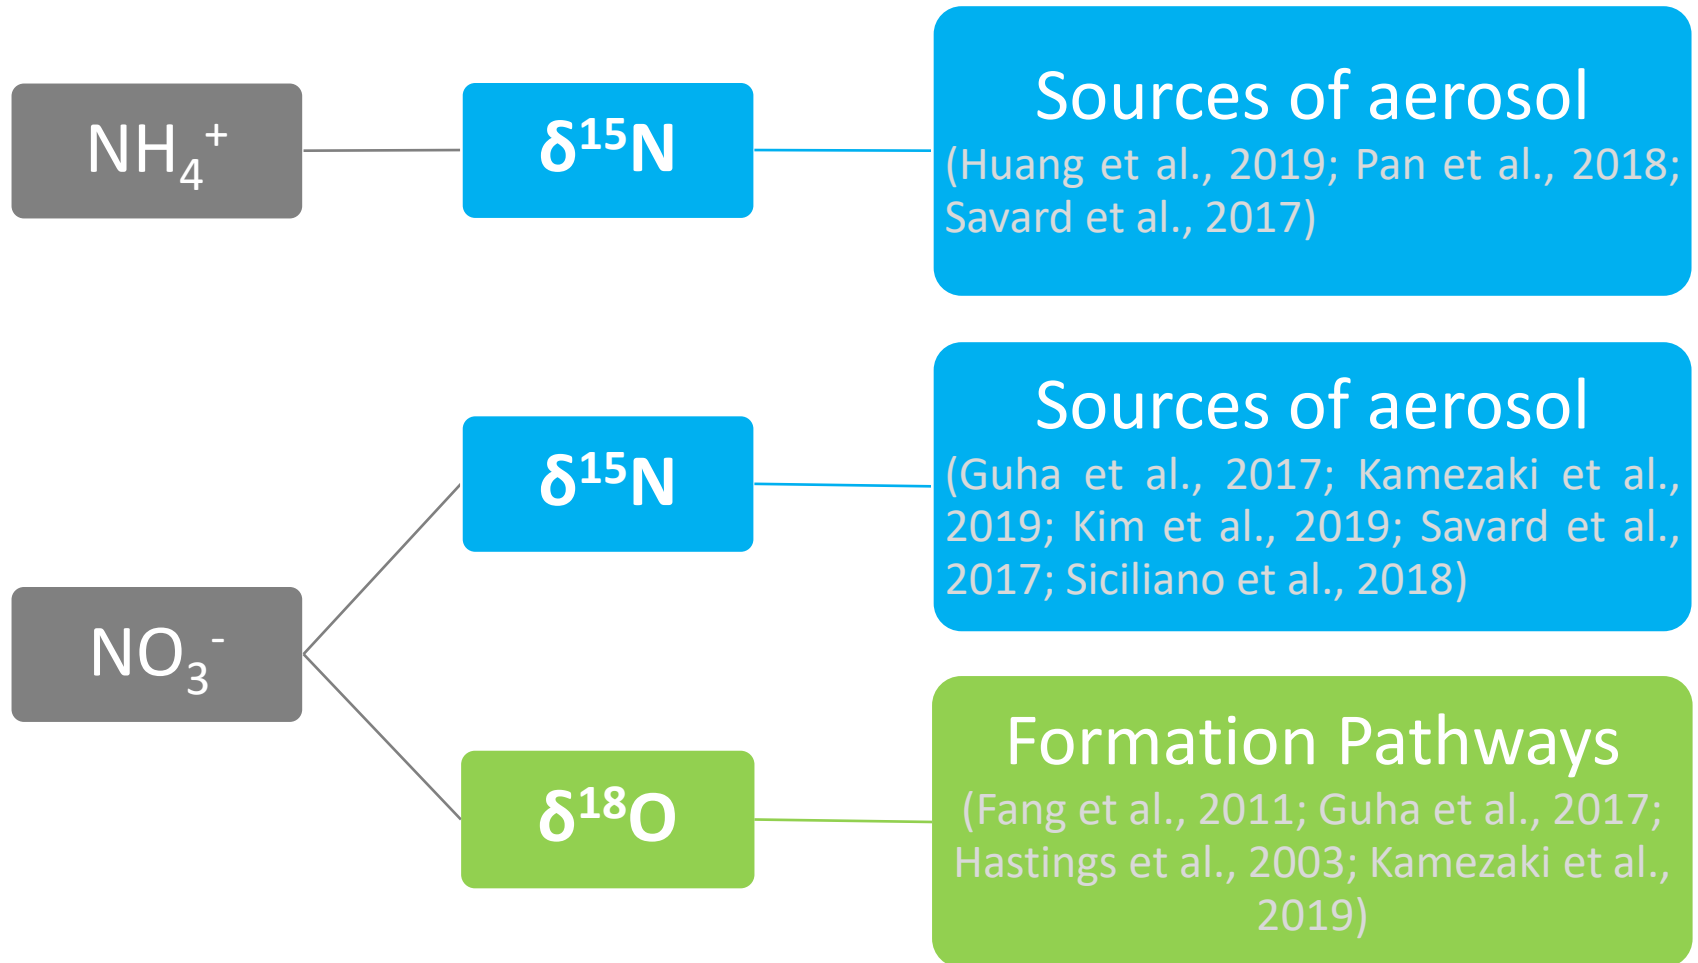 NH₄⁺
δ¹⁵N
Sources of aerosol
(Huang et al., 2019; Pan et al., 2018;
Savard et al., 2017)
NO₃⁻
δ¹⁵N
Sources of aerosol
(Guha et al., 2017; Kamezaki et al.,
2019; Kim et al., 2019; Savard et al.,
2017; Siciliano et al., 2018)
δ¹⁸O
Formation Pathways
(Fang et al., 2011; Guha et al., 2017;
Hastings et al., 2003; Kamezaki et al.,
2019)